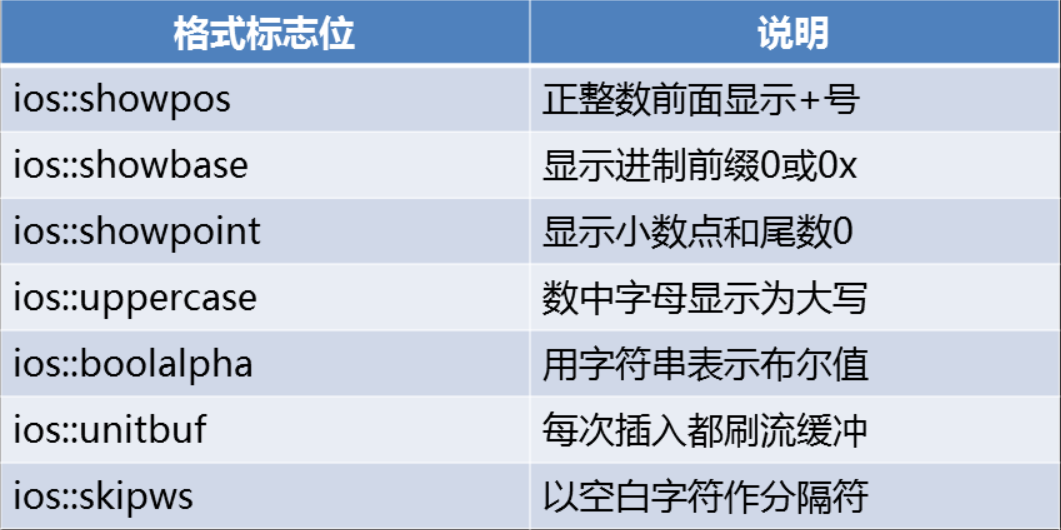 格式标志位 说明
ios::showpos 正整数前面显示+号
ios::showbase 显示进制前缀0或0x
ios::showpoint 显示小数点和尾数0
ios::uppercase 数中字母显示为大写
ios::boolalpha 用字符串表示布尔值
ios::unitbuf 每次插入都刷流缓冲
ios::skipws 以空白字符作分隔符